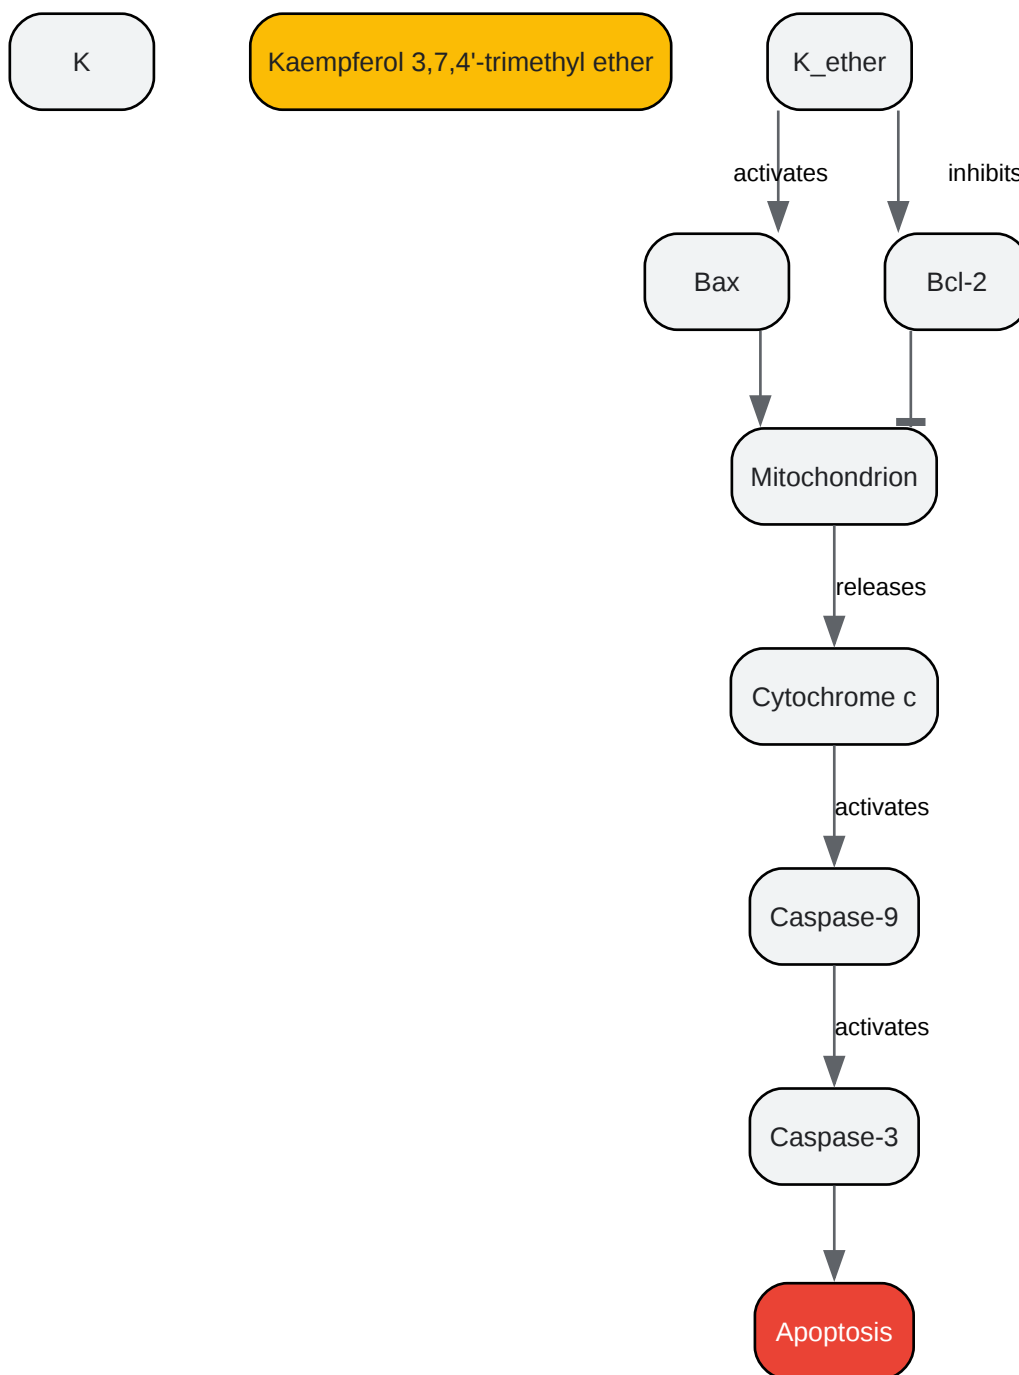 K
Kaempferol 3,7,4'-trimethyl ether
K_ether
activates
inhibits
Bax
Bcl-2
Mitochondrion
releases
Cytochrome c
activates
Caspase-9
activates
Caspase-3
Apoptosis